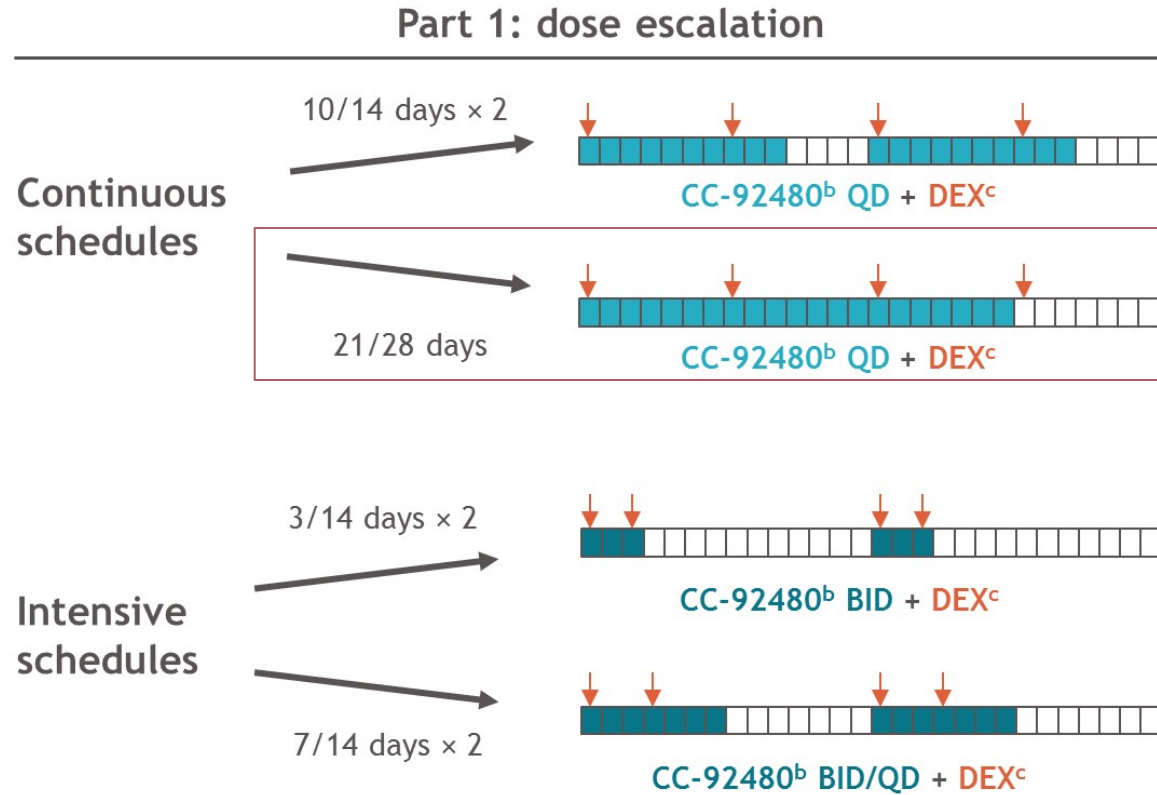 Part 1: dose escalation
10/14 days × 2
Continuous
schedules
CC-92480ᵇ QD + DEXᶜ
21/28 days
CC-92480ᵇ QD + DEXᶜ
3/14 days × 2
CC-92480ᵇ BID + DEXᶜ
Intensive
schedules
7/14 days × 2
CC-92480ᵇ BID/QD + DEXᶜ